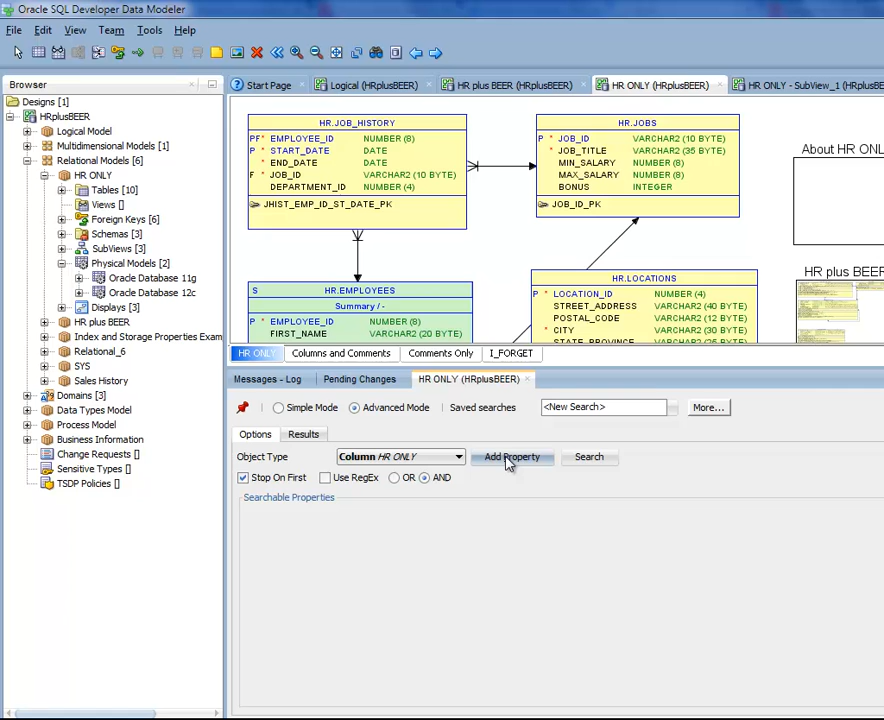 Oracle SQL Developer Data Modeler
File Edit View Team Tools Help
Browser
Designs [1]
HRplusBEER
Logical Model
Multidimensional Models [1]
Relational Models [6]
HR ONLY
Tables [10]
Views []
Foreign Keys [6]
Schemas [3]
SubViews [3]
Physical Models [2]
Oracle Database 11g
Oracle Database 12c
Displays [3]
HR plus BEER
Index and Storage Properties Exam
Relational_6
SYS
Sales History
Domains [3]
Data Types Model
Process Model
Business Information
Change Requests []
Sensitive Types []
TSDP Policies []
Start Page
Logical (HRplusBEER)
HR plus BEER (HRplusBEER)
HR ONLY (HRplusBEER)
HR ONLY - SubView_1 (HRplusBEE
HR.JOB_HISTORY
PF* EMPLOYEE_ID NUMBER (8)
P * START_DATE DATE
* END_DATE DATE
F * JOB_ID VARCHAR2 (10 BYTE)
DEPARTMENT_ID NUMBER (4)
JHIST_EMP_ID_ST_DATE_PK
HR.JOBS
P * JOB_ID VARCHAR2 (10 BYTE)
* JOB_TITLE VARCHAR2 (35 BYTE)
MIN_SALARY NUMBER (8)
MAX_SALARY NUMBER (8)
BONUS INTEGER
JOB_ID_PK
About HR ONL
S HR.EMPLOYEES
Summary / -
P * EMPLOYEE_ID NUMBER (8)
FIRST_NAME VARCHAR2 (20 BYTE)
HR.LOCATIONS
P * LOCATION_ID NUMBER (4)
STREET_ADDRESS VARCHAR2 (40 BYTE)
POSTAL_CODE VARCHAR2 (12 BYTE)
* CITY VARCHAR2 (30 BYTE)
STATE_PROVINCE VARCHAR2 (25 BYTE)
HR plus BEER
HR ONLY Columns and Comments Comments Only I_FORGET
Messages - Log Pending Changes HR ONLY (HRplusBEER)
Simple Mode Advanced Mode Saved searches <New Search> More...
Options Results
Object Type Column HR ONLY Add Property Search
Stop On First Use RegEx OR AND
Searchable Properties